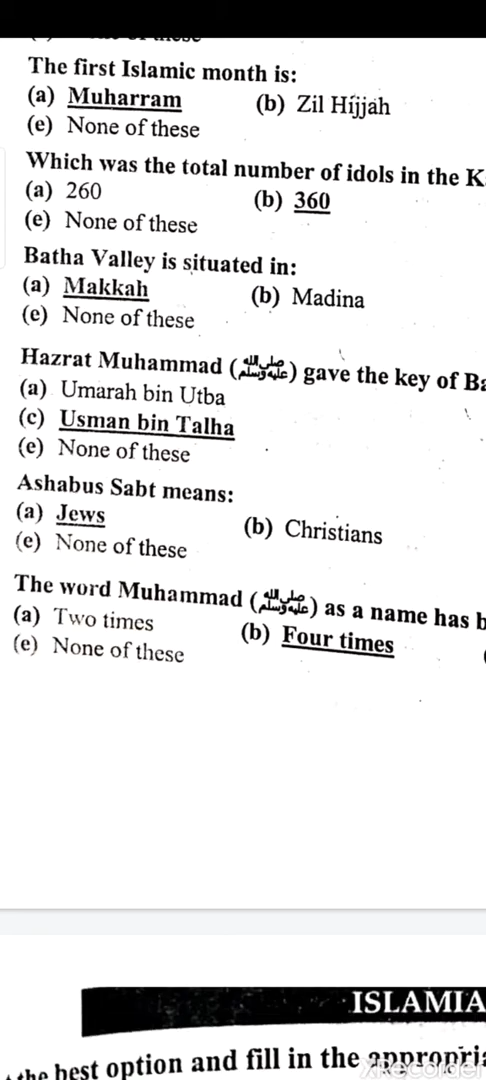 The first Islamic month is:
(a) Muharram (b) Zil Hijjah
(e) None of these
Which was the total number of idols in the K
(a) 260 (b) 360
(e) None of these
Batha Valley is situated in:
(a) Makkah (b) Madina
(e) None of these
Hazrat Muhammad (صلى الله عليه وسلم) gave the key of Ba
(a) Umarah bin Utba
(c) Usman bin Talha
(e) None of these
Ashabus Sabt means:
(a) Jews (b) Christians
(e) None of these
The word Muhammad (صلى الله عليه وسلم) as a name has b
(a) Two times (b) Four times
(e) None of these
ISLAMIA
the best option and fill in the appropria
XRecorder